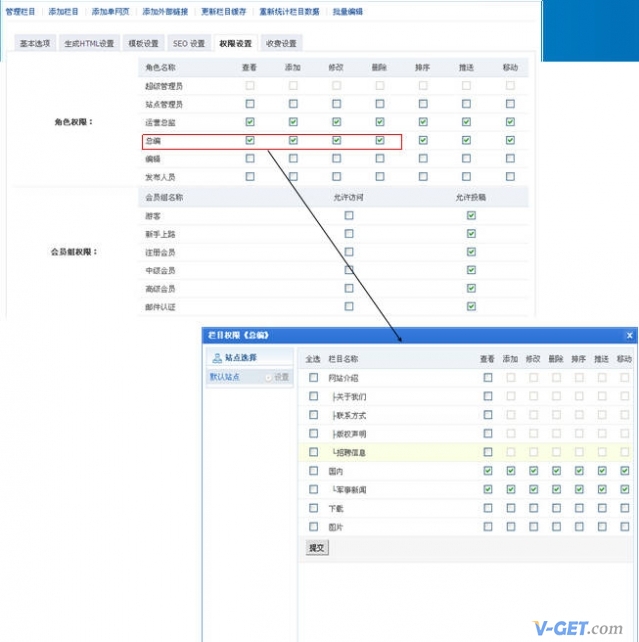 管理栏目 添加栏目 添加单网页 添加外部链接 更新栏目缓存 重新统计栏目数据 批量编辑
基本选项 生成HTML设置 模板设置 SEO 设置 权限设置 收费设置
角色权限：
角色名称 查看 添加 修改 删除 排序 推送 移动
超级管理员
站点管理员
运营总监
总编
编辑
发布人员
会员组权限：
会员组名称 允许访问 允许投稿
游客
新手上路
注册会员
中级会员
高级会员
邮件认证
栏目权限《总编》 X
站点选择
默认站点 设置
全选 栏目名称 查看 添加 修改 删除 排序 推送 移动
网站介绍
├关于我们
├联系方式
├版权声明
└招聘信息
国内
└军事新闻
下载
图片
提交
V-GET.com